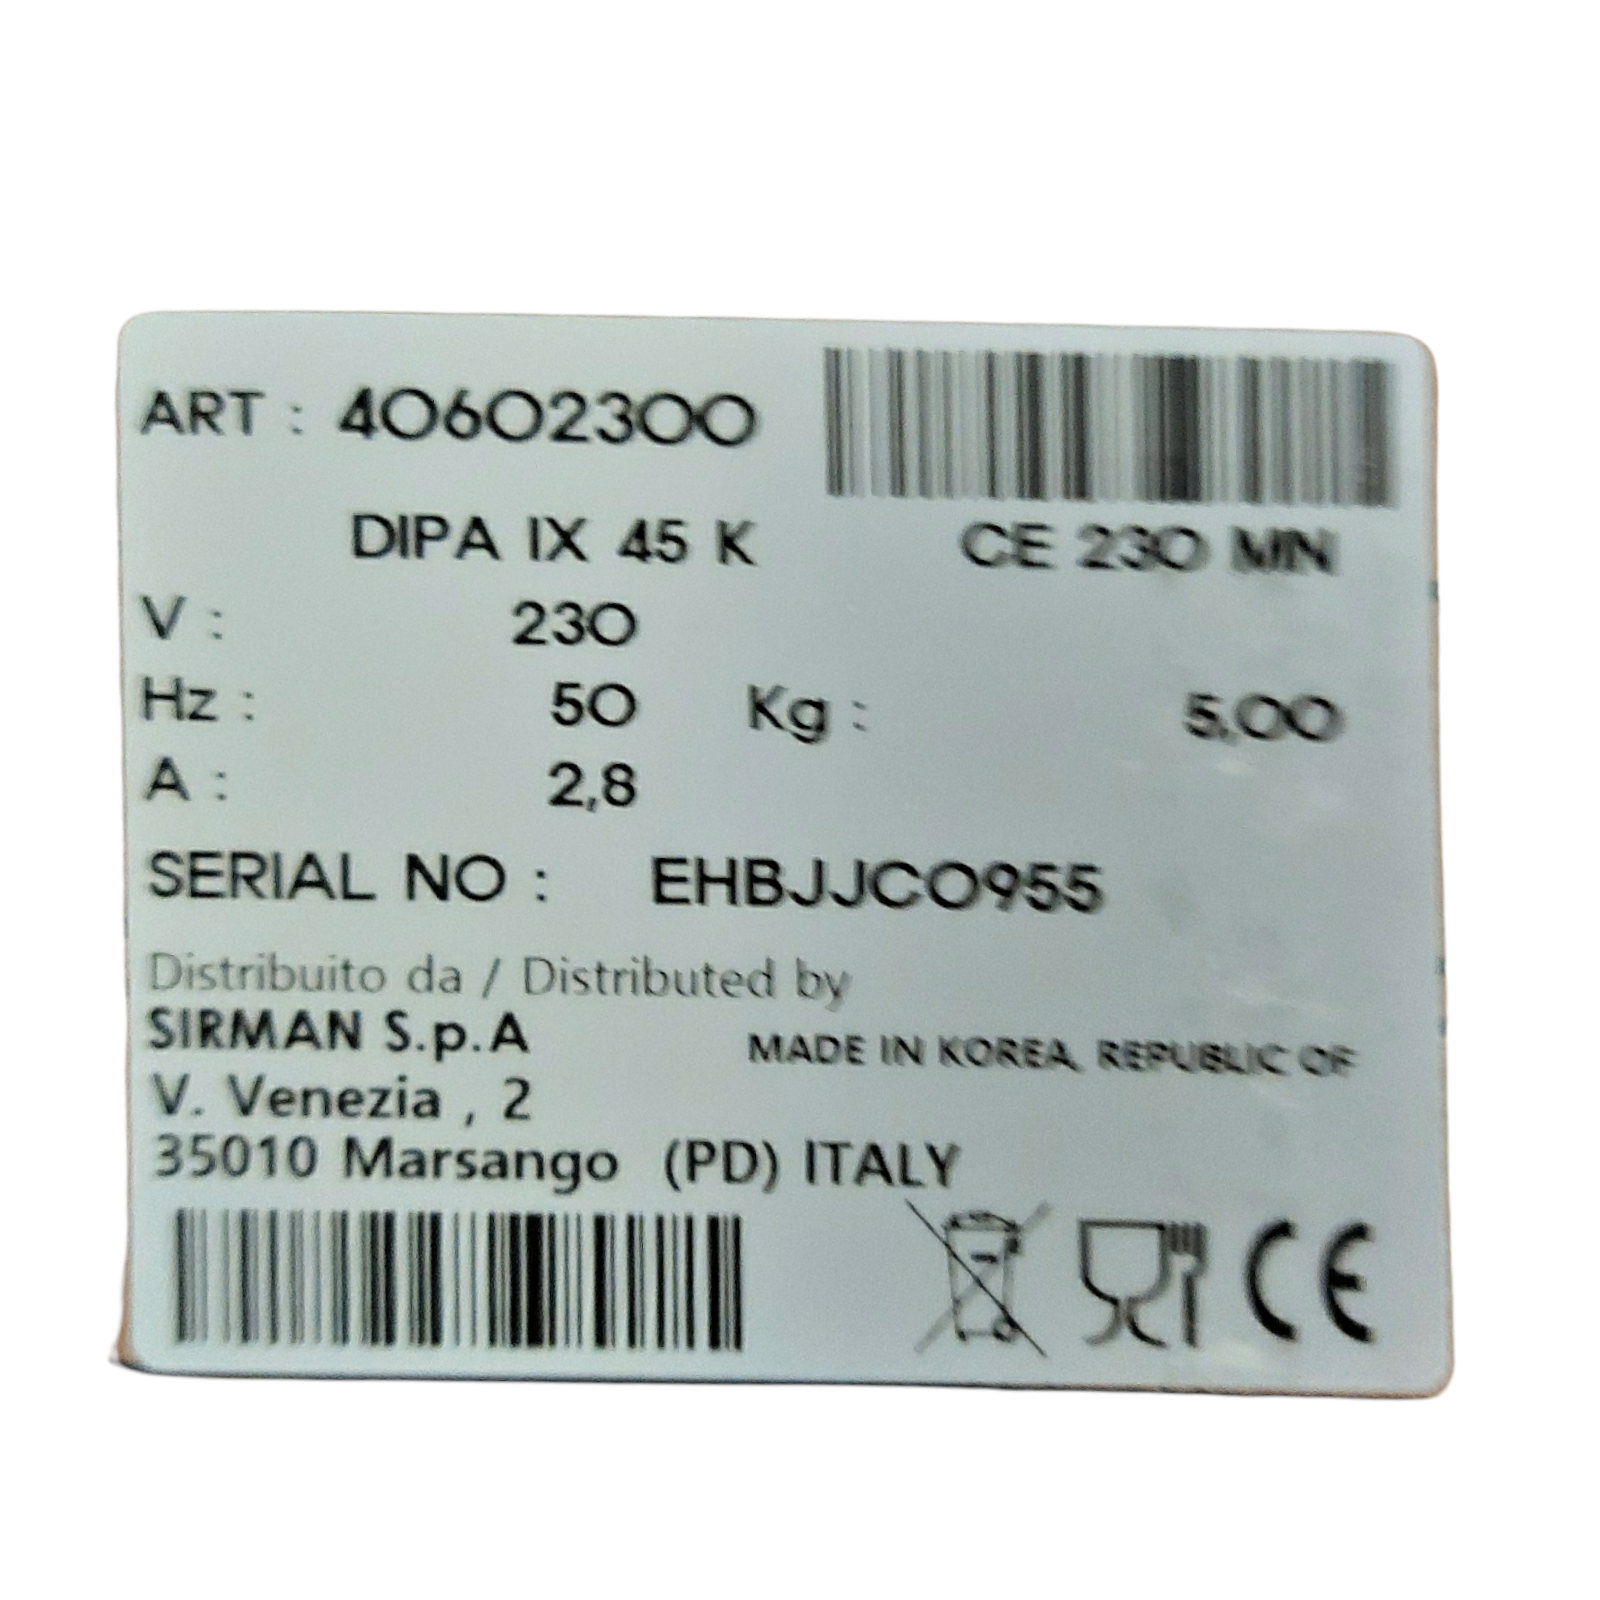 ART : 40602300
DIPA IX 45 K CE 230 MN
V : 230
Hz : 50 Kg : 5,00
A : 2,8
SERIAL NO : EHBJJC0955
Distribuito da / Distributed by
SIRMAN S.p.A
MADE IN KOREA, REPUBLIC OF
V. Venezia , 2
35010 Marsango (PD) ITALY
CE